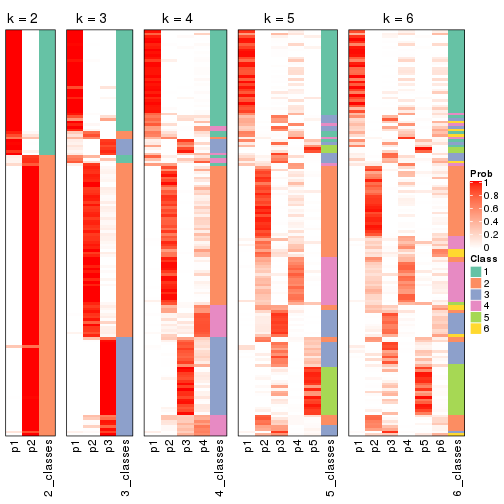 k = 2
k = 3
k = 4
k = 5
k = 6
p1
p2
2_classes
p1
p2
p3
3_classes
p1
p2
p3
p4
4_classes
p1
p2
p3
p4
p5
5_classes
p1
p2
p3
p4
p5
p6
6_classes
Prob
1
0.8
0.6
0.4
0.2
0
Class
1
2
3
4
5
6